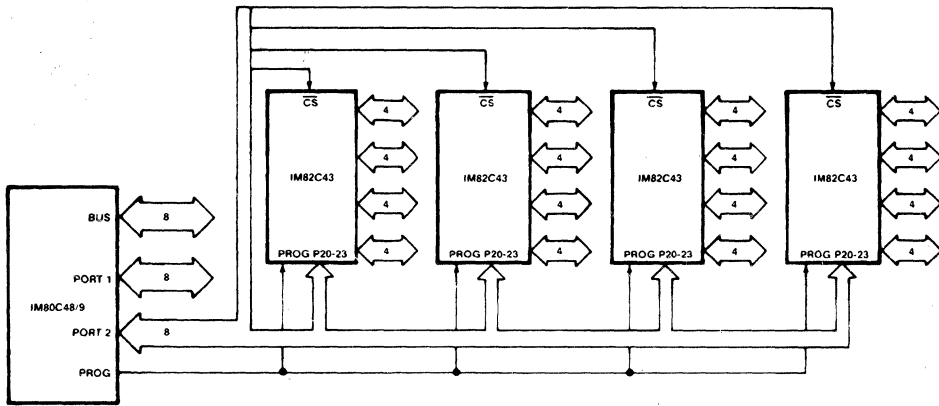 CS CS CS CS
4 4 4 4
4 4 4 4
IM82C43 IM82C43 IM82C43 IM82C43
4 4 4 4
4 4 4 4
PROG P20-23 PROG P20-23 PROG P20-23 PROG P20-23
BUS 8
PORT 1 8
IM80C48/9
PORT 2 8
PROG